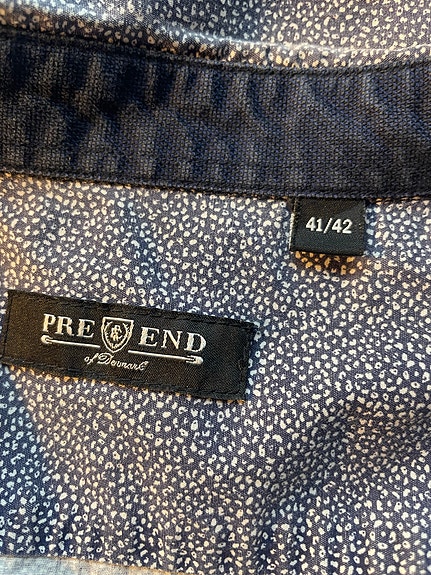 41/42
PRE END
of Denmark